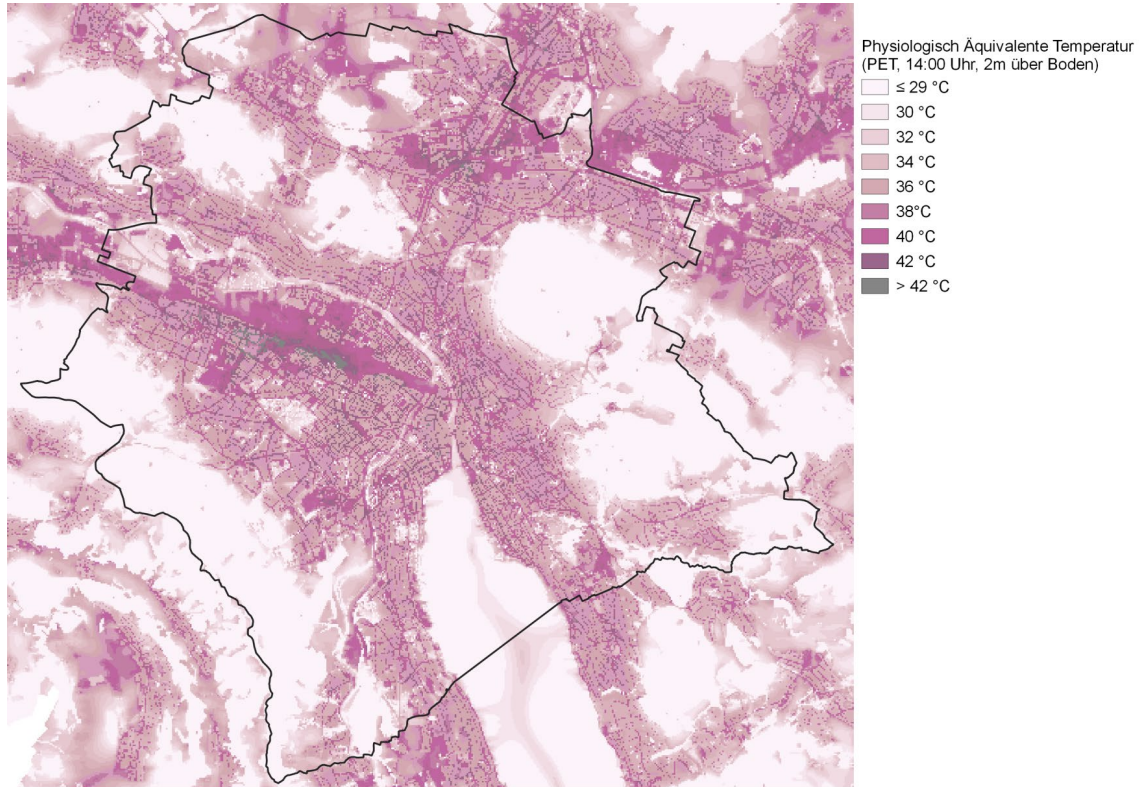 Physiologisch Äquivalente Temperatur
(PET, 14:00 Uhr, 2m über Boden)
≤ 29 °C
30 °C
32 °C
34 °C
36 °C
38°C
40 °C
42 °C
> 42 °C